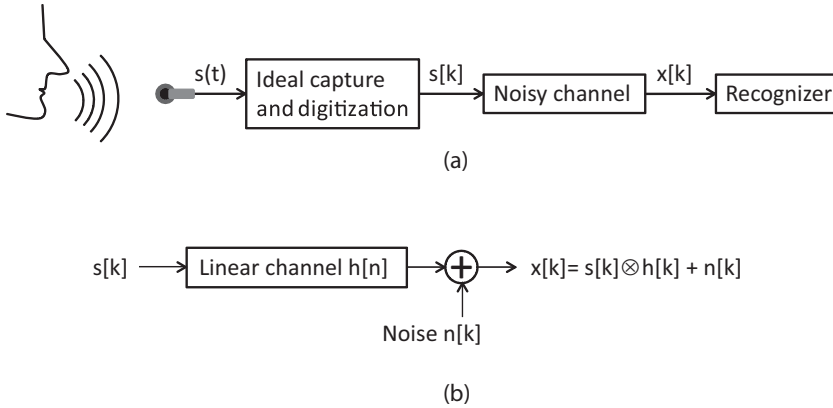 s(t)
Ideal capture
and digitization
s[k]
Noisy channel
x[k]
Recognizer
(a)
s[k]
Linear channel h[n]
+
x[k]= s[k]⊗h[k] + n[k]
Noise n[k]
(b)